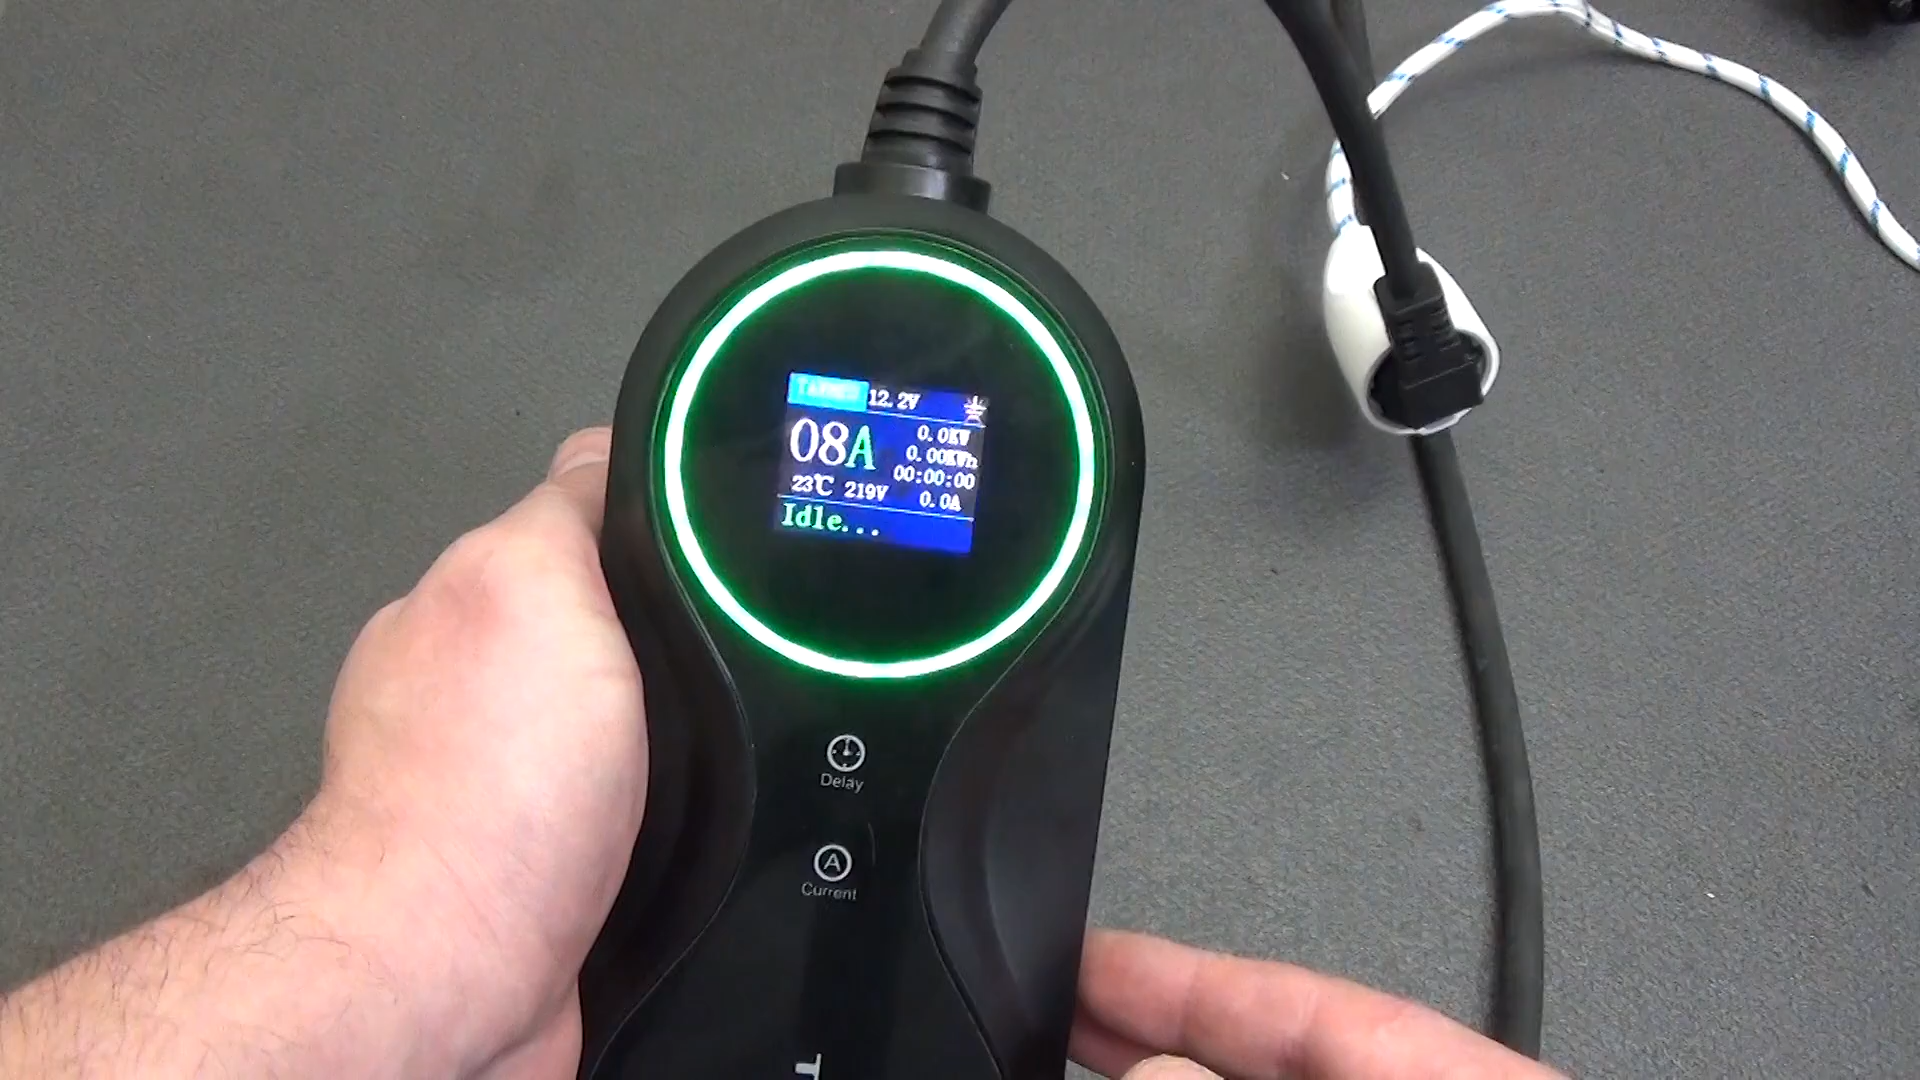 12.2V
08A
0.0KW
0.00KWh
00:00:00
23℃ 219V
0.0A
Idle...
Delay
A
Current
T